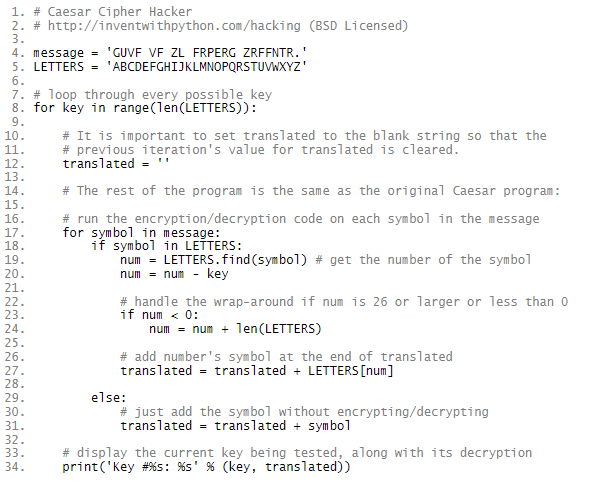 1. # Caesar Cipher Hacker
2. # http://inventwithpython.com/hacking (BSD Licensed)
3.
4. message = 'GUVF VF ZL FRPERG ZRFFNTR.'
5. LETTERS = 'ABCDEFGHIJKLMNOPQRSTUVWXYZ'
6.
7. # loop through every possible key
8. for key in range(len(LETTERS)):
9.
10.     # It is important to set translated to the blank string so that the
11.     # previous iteration's value for translated is cleared.
12.     translated = ''
13.
14.     # The rest of the program is the same as the original Caesar program:
15.
16.     # run the encryption/decryption code on each symbol in the message
17.     for symbol in message:
18.         if symbol in LETTERS:
19.             num = LETTERS.find(symbol) # get the number of the symbol
20.             num = num - key
21.
22.             # handle the wrap-around if num is 26 or larger or less than 0
23.             if num < 0:
24.                 num = num + len(LETTERS)
25.
26.             # add number's symbol at the end of translated
27.             translated = translated + LETTERS[num]
28.
29.         else:
30.             # just add the symbol without encrypting/decrypting
31.             translated = translated + symbol
32.
33.     # display the current key being tested, along with its decryption
34.     print('Key #%s: %s' % (key, translated))